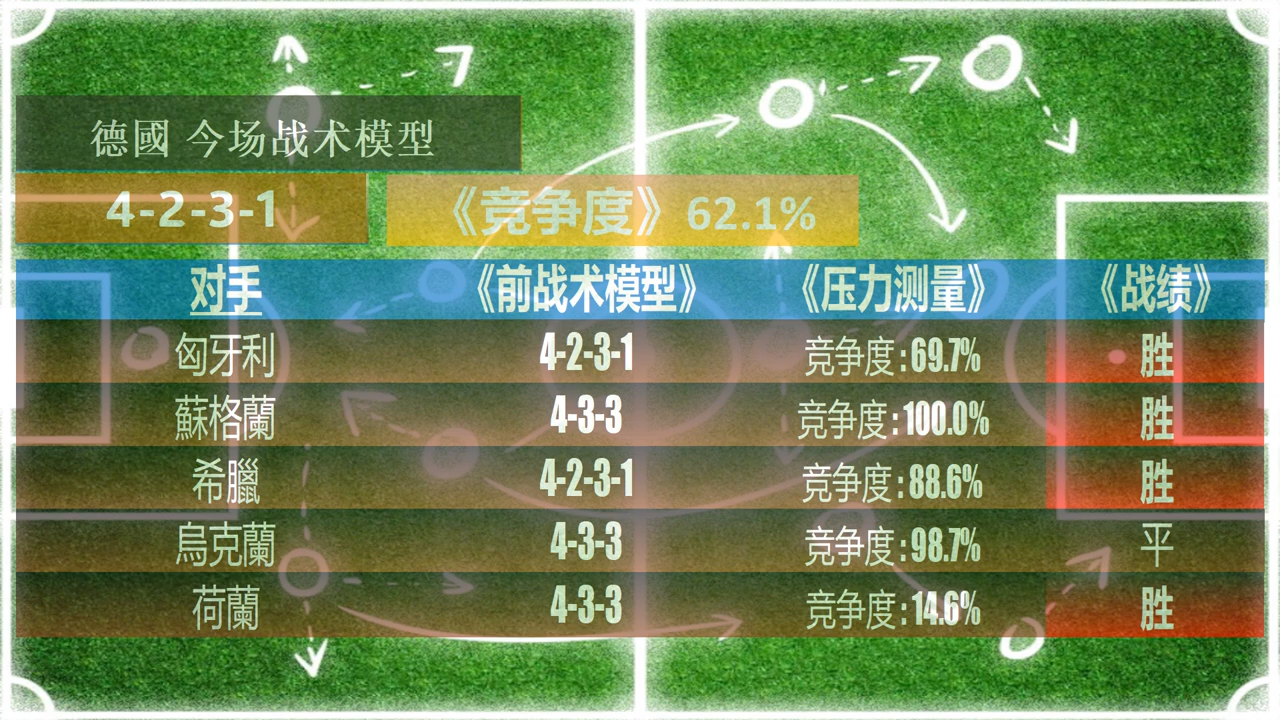 德國 今场战术模型
4-2-3-1 《竞争度》62.1%
对手 《前战术模型》 《压力测量》 《战绩》
匈牙利 4-2-3-1 竞争度:69.7% 胜
蘇格蘭 4-3-3 竞争度:100.0% 胜
希臘 4-2-3-1 竞争度:88.6% 胜
烏克蘭 4-3-3 竞争度:98.7% 平
荷蘭 4-3-3 竞争度:14.6% 胜